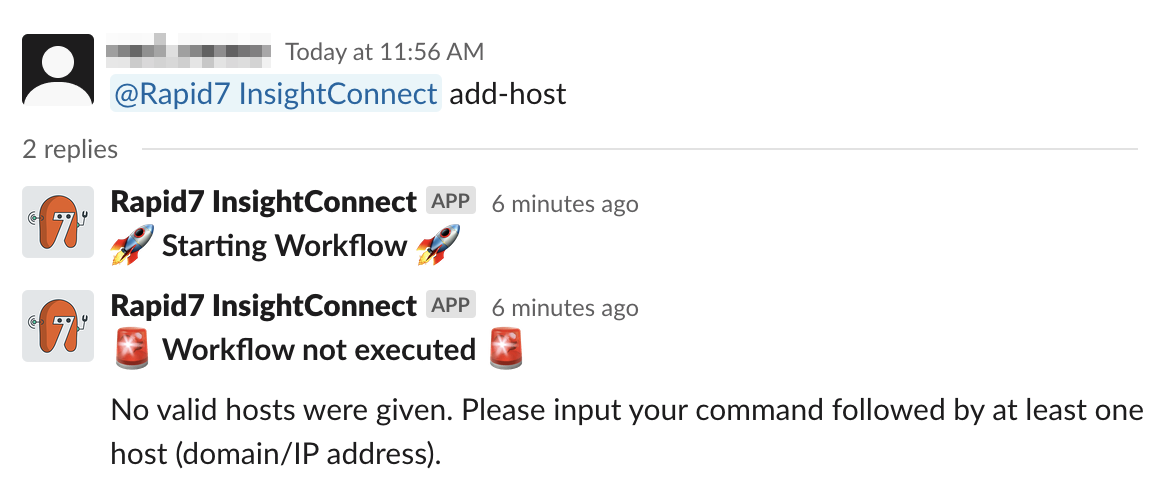 Today at 11:56 AM
@Rapid7 InsightConnect add-host
2 replies
Rapid7 InsightConnect APP 6 minutes ago
🚀 Starting Workflow 🚀
Rapid7 InsightConnect APP 6 minutes ago
🚨 Workflow not executed 🚨
No valid hosts were given. Please input your command followed by at least one
host (domain/IP address).